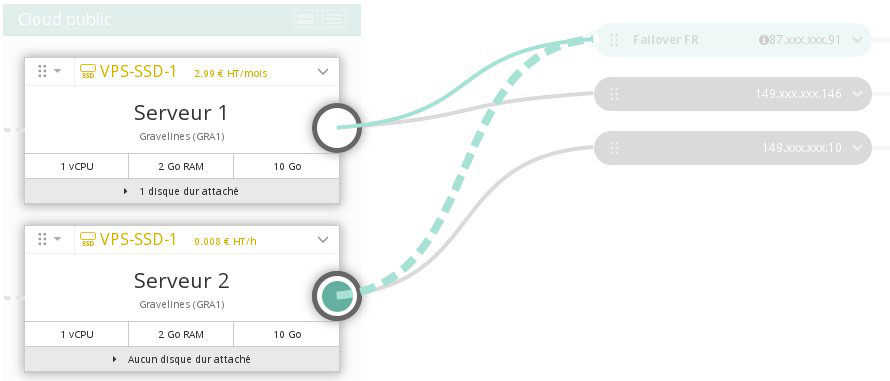 Cloud public
VPS-SSD-1 2.99 € HT/mois
SSD
Serveur 1
Gravelines (GRA1)
1 vCPU 2 Go RAM 10 Go
1 disque dur attaché
VPS-SSD-1 0.008 € HT/h
SSD
Serveur 2
Gravelines (GRA1)
1 vCPU 2 Go RAM 10 Go
Aucun disque dur attaché
Failover FR 87.xxx.xxx.91
149.xxx.xxx.146
149.xxx.xxx.10